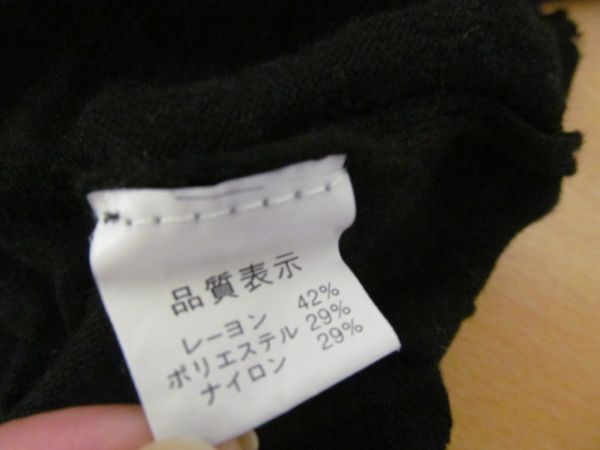 品質表示
レーヨン 42%
ポリエステル 29%
ナイロン 29%